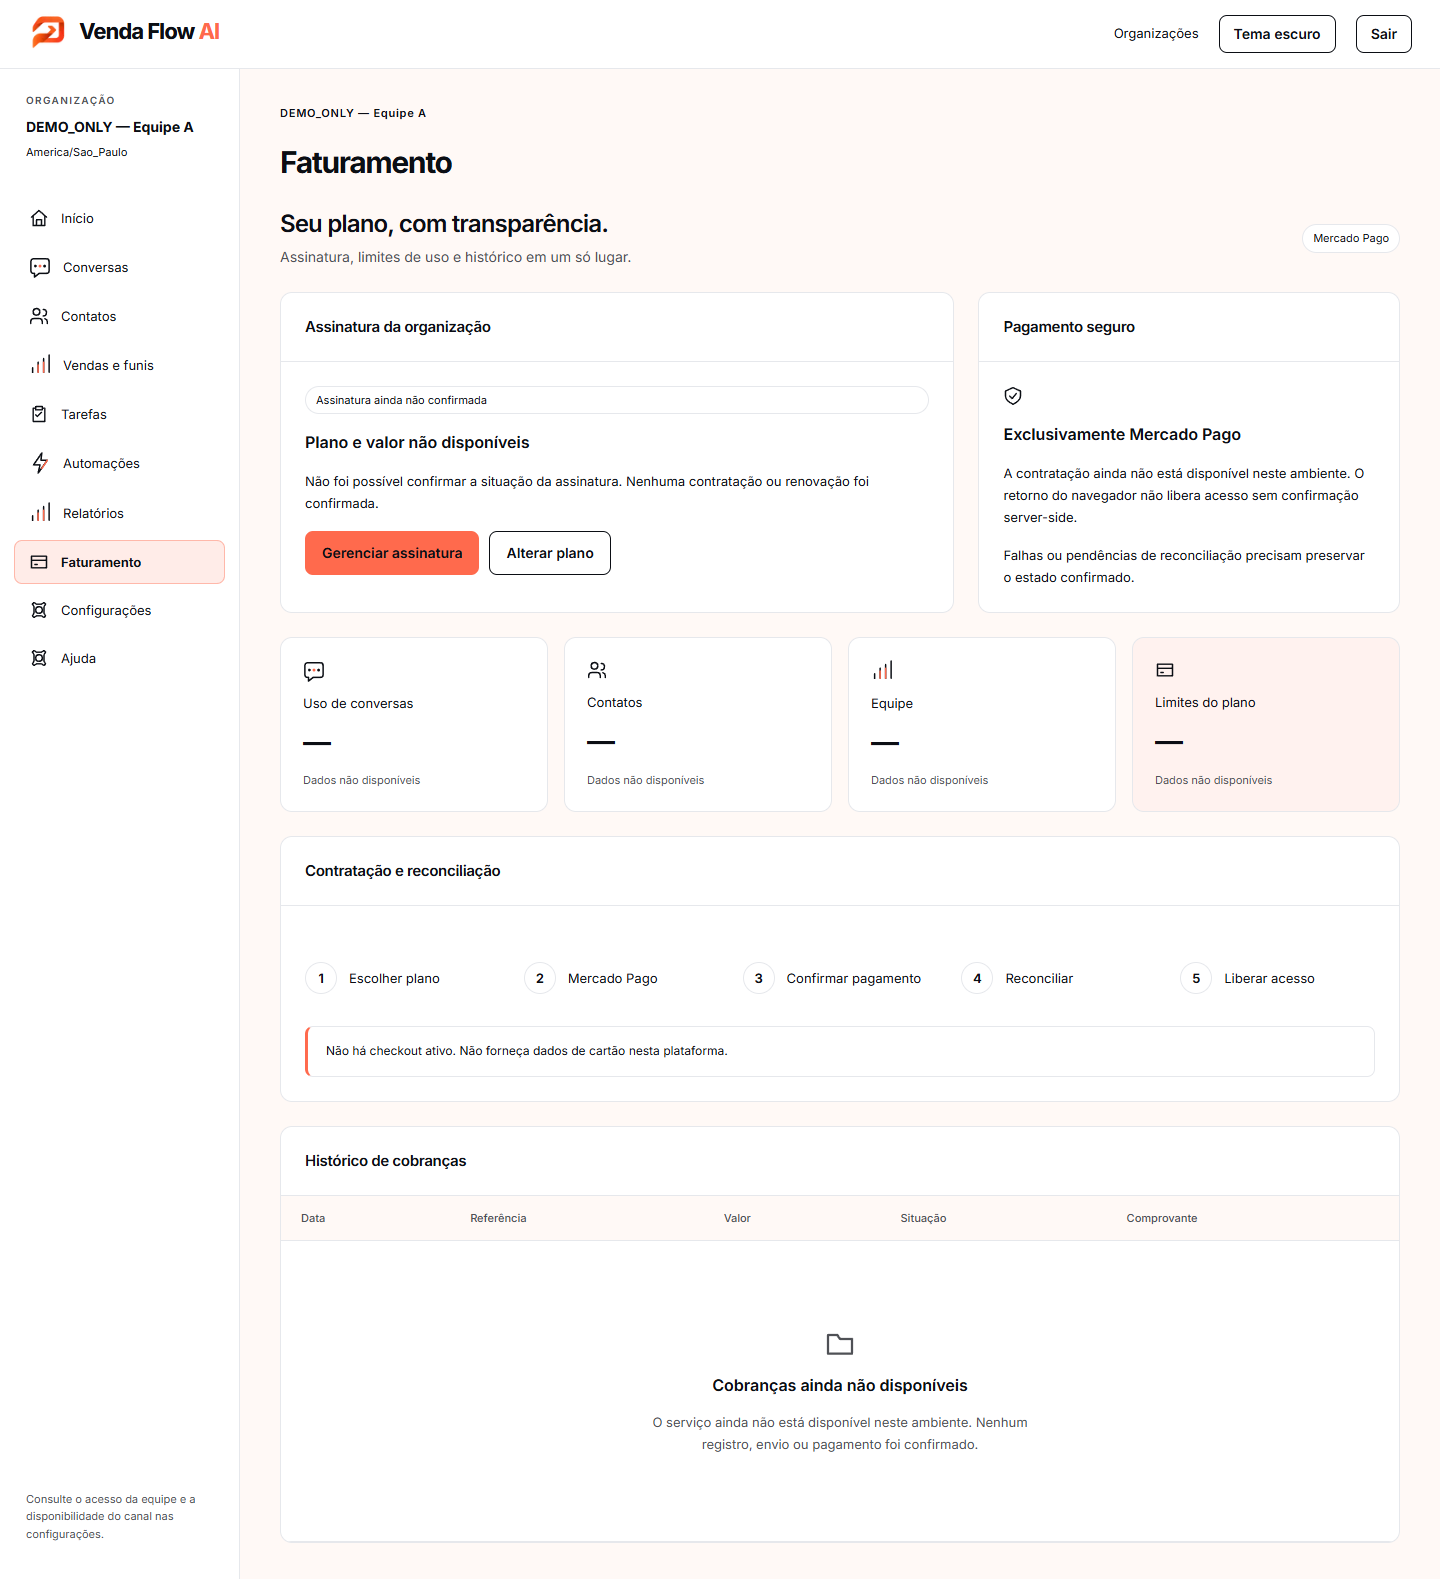 Venda Flow AI
Organizações
Tema escuro
Sair
ORGANIZAÇÃO
DEMO_ONLY — Equipe A
America/Sao_Paulo
Início
Conversas
Contatos
Vendas e funis
Tarefas
Automações
Relatórios
Faturamento
Configurações
Ajuda
Consulte o acesso da equipe e a
disponibilidade do canal nas
configurações.
DEMO_ONLY — Equipe A
Faturamento
Seu plano, com transparência.
Assinatura, limites de uso e histórico em um só lugar.
Mercado Pago
Assinatura da organização
Assinatura ainda não confirmada
Plano e valor não disponíveis
Não foi possível confirmar a situação da assinatura. Nenhuma contratação ou renovação foi
confirmada.
Gerenciar assinatura
Alterar plano
Pagamento seguro
Exclusivamente Mercado Pago
A contratação ainda não está disponível neste ambiente. O
retorno do navegador não libera acesso sem confirmação
server-side.
Falhas ou pendências de reconciliação precisam preservar
o estado confirmado.
Uso de conversas
—
Dados não disponíveis
Contatos
—
Dados não disponíveis
Equipe
—
Dados não disponíveis
Limites do plano
—
Dados não disponíveis
Contratação e reconciliação
1 Escolher plano
2 Mercado Pago
3 Confirmar pagamento
4 Reconciliar
5 Liberar acesso
Não há checkout ativo. Não forneça dados de cartão nesta plataforma.
Histórico de cobranças
Data Referência Valor Situação Comprovante
Cobranças ainda não disponíveis
O serviço ainda não está disponível neste ambiente. Nenhum
registro, envio ou pagamento foi confirmado.